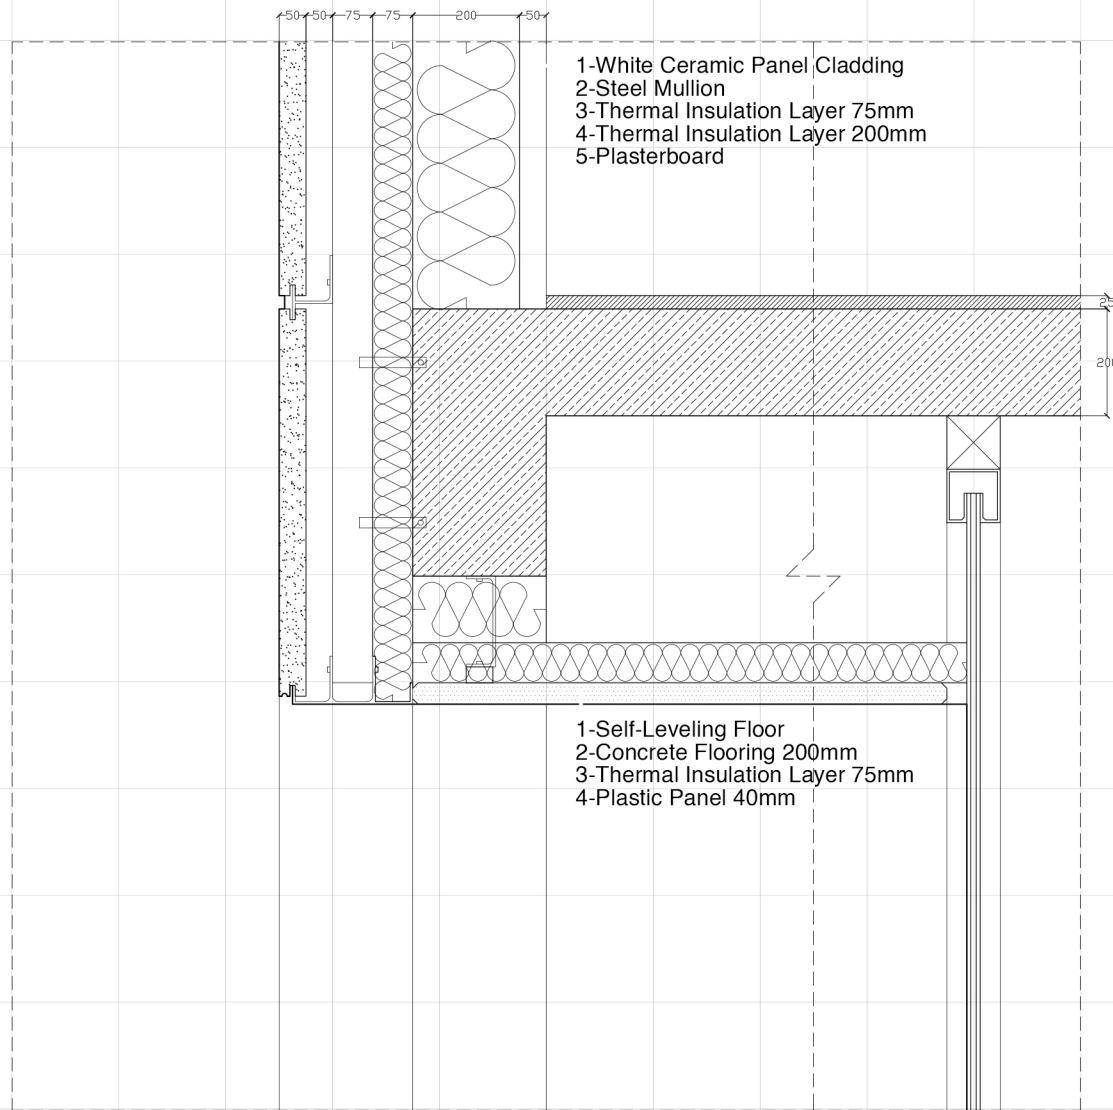 50 50 75 75 200 50
1-White Ceramic Panel Cladding
2-Steel Mullion
3-Thermal Insulation Layer 75mm
4-Thermal Insulation Layer 200mm
5-Plasterboard
25
200
1-Self-Leveling Floor
2-Concrete Flooring 200mm
3-Thermal Insulation Layer 75mm
4-Plastic Panel 40mm